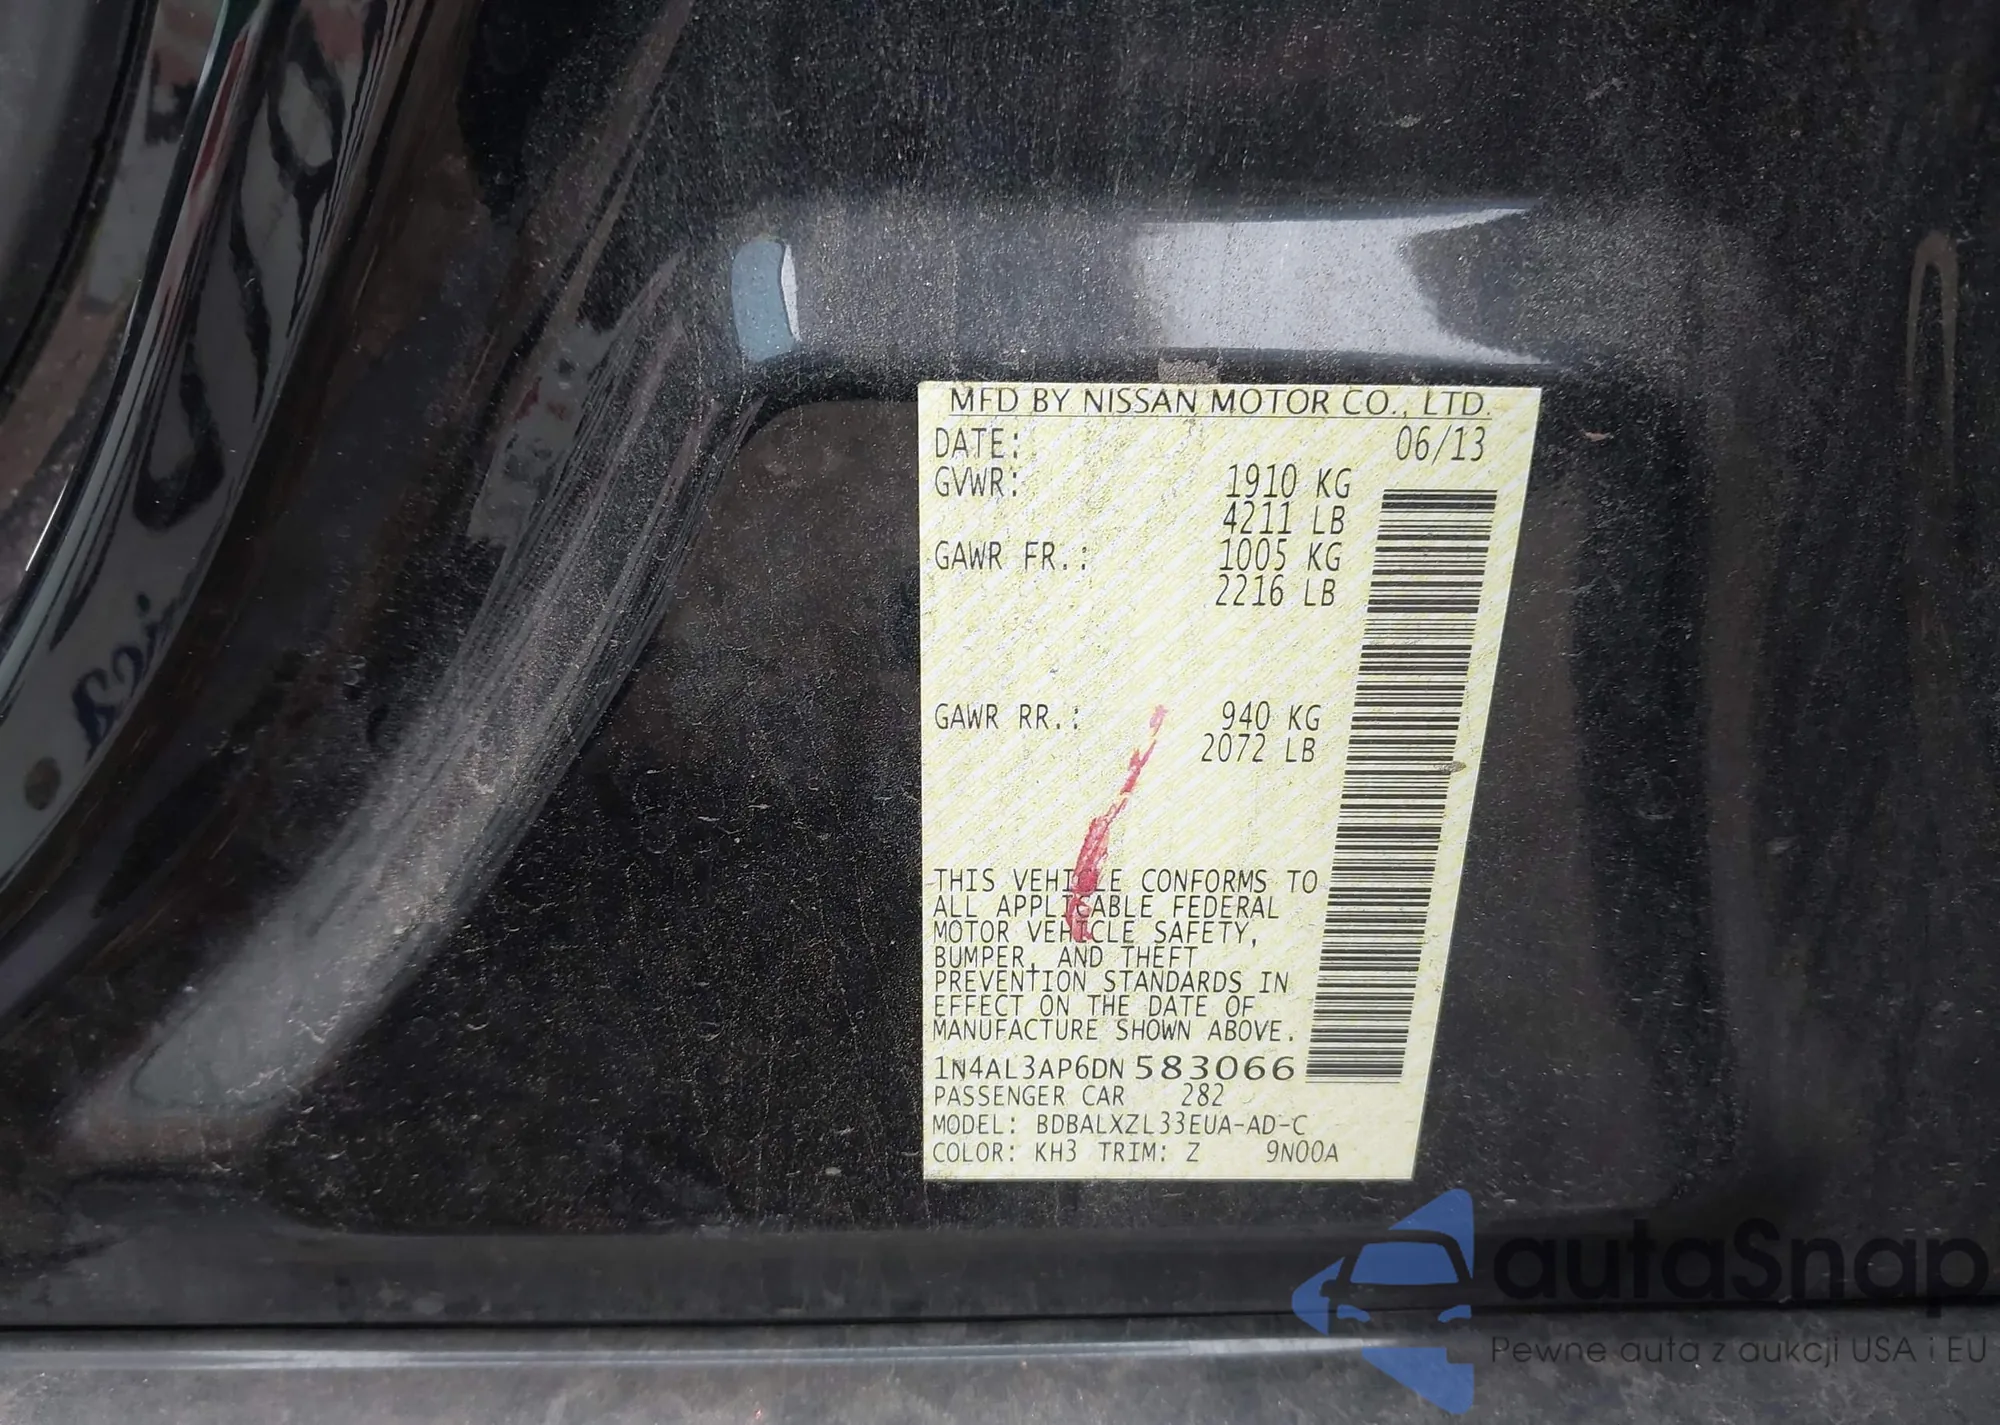 MFD BY NISSAN MOTOR CO., LTD.
DATE: 06/13
GVWR: 1910 KG
4211 LB
GAWR FR.: 1005 KG
2216 LB
GAWR RR.: 940 KG
2072 LB
THIS VEHICLE CONFORMS TO
ALL APPLICABLE FEDERAL
MOTOR VEHICLE SAFETY,
BUMPER, AND THEFT
PREVENTION STANDARDS IN
EFFECT ON THE DATE OF
MANUFACTURE SHOWN ABOVE.
1N4AL3AP6DN 583066
PASSENGER CAR 282
MODEL: BDBALXZL33EUA-AD-C
COLOR: KH3 TRIM: Z 9N00A
autaSnap
Pewne auta z aukcji USA i EU